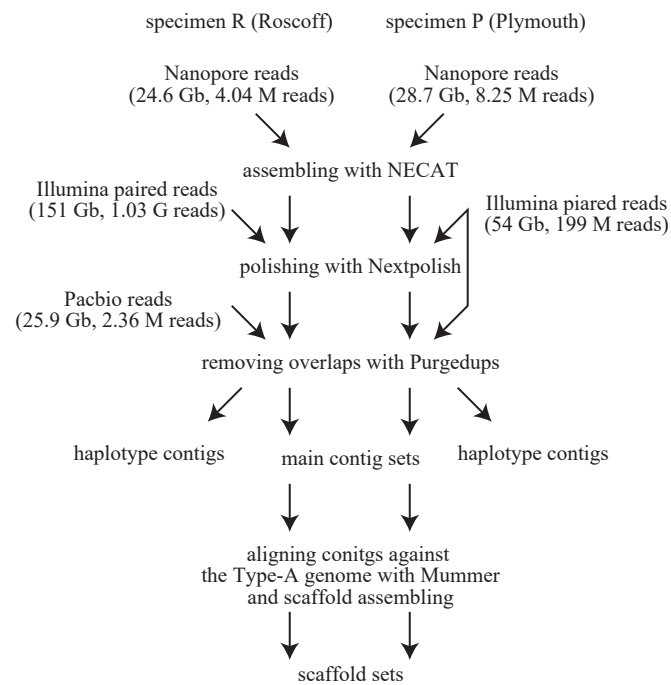 specimen R (Roscoff)
specimen P (Plymouth)
Nanopore reads
(24.6 Gb, 4.04 M reads)
Nanopore reads
(28.7 Gb, 8.25 M reads)
assembling with NECAT
Illumina paired reads
(151 Gb, 1.03 G reads)
Illumina piared reads
(54 Gb, 199 M reads)
polishing with Nextpolish
Pacbio reads
(25.9 Gb, 2.36 M reads)
removing overlaps with Purgedups
haplotype contigs
main contig sets
haplotype contigs
aligning conitgs against
the Type-A genome with Mummer
and scaffold assembling
scaffold sets